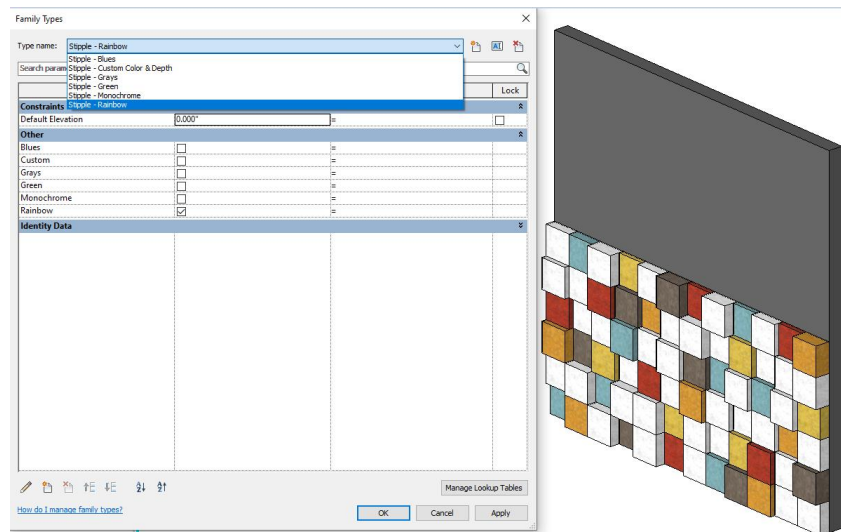 Family Types
Type name: Stipple - Rainbow
Stipple - Blues
Search param Stipple - Custom Color & Depth
Stipple - Grays
Stipple - Green
Stipple - Monochrome
Stipple - Rainbow
Lock
Constraints
Default Elevation 0.000" =
Other
Blues =
Custom =
Grays =
Green =
Monochrome =
Rainbow =
Identity Data
Manage Lookup Tables
How do I manage family types?
OK Cancel Apply